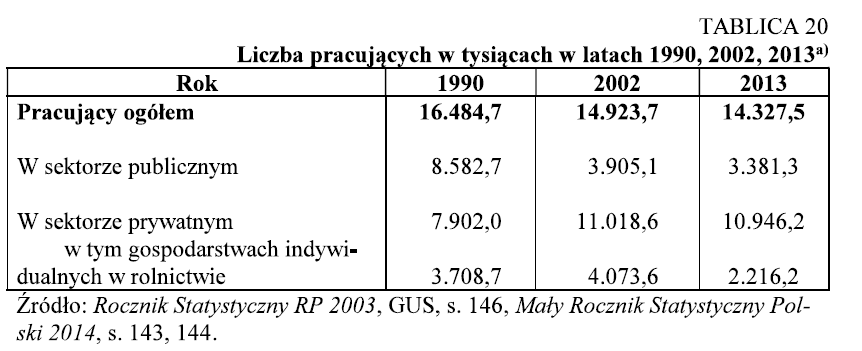 TABLICA 20
Liczba pracujących w tysiącach w latach 1990, 2002, 2013a)
Rok 1990 2002 2013
Pracujący ogółem 16.484,7 14.923,7 14.327,5
W sektorze publicznym 8.582,7 3.905,1 3.381,3
W sektorze prywatnym 7.902,0 11.018,6 10.946,2
w tym gospodarstwach indywi-
dualnych w rolnictwie 3.708,7 4.073,6 2.216,2
Źródło: Rocznik Statystyczny RP 2003, GUS, s. 146, Mały Rocznik Statystyczny Pol-
ski 2014, s. 143, 144.